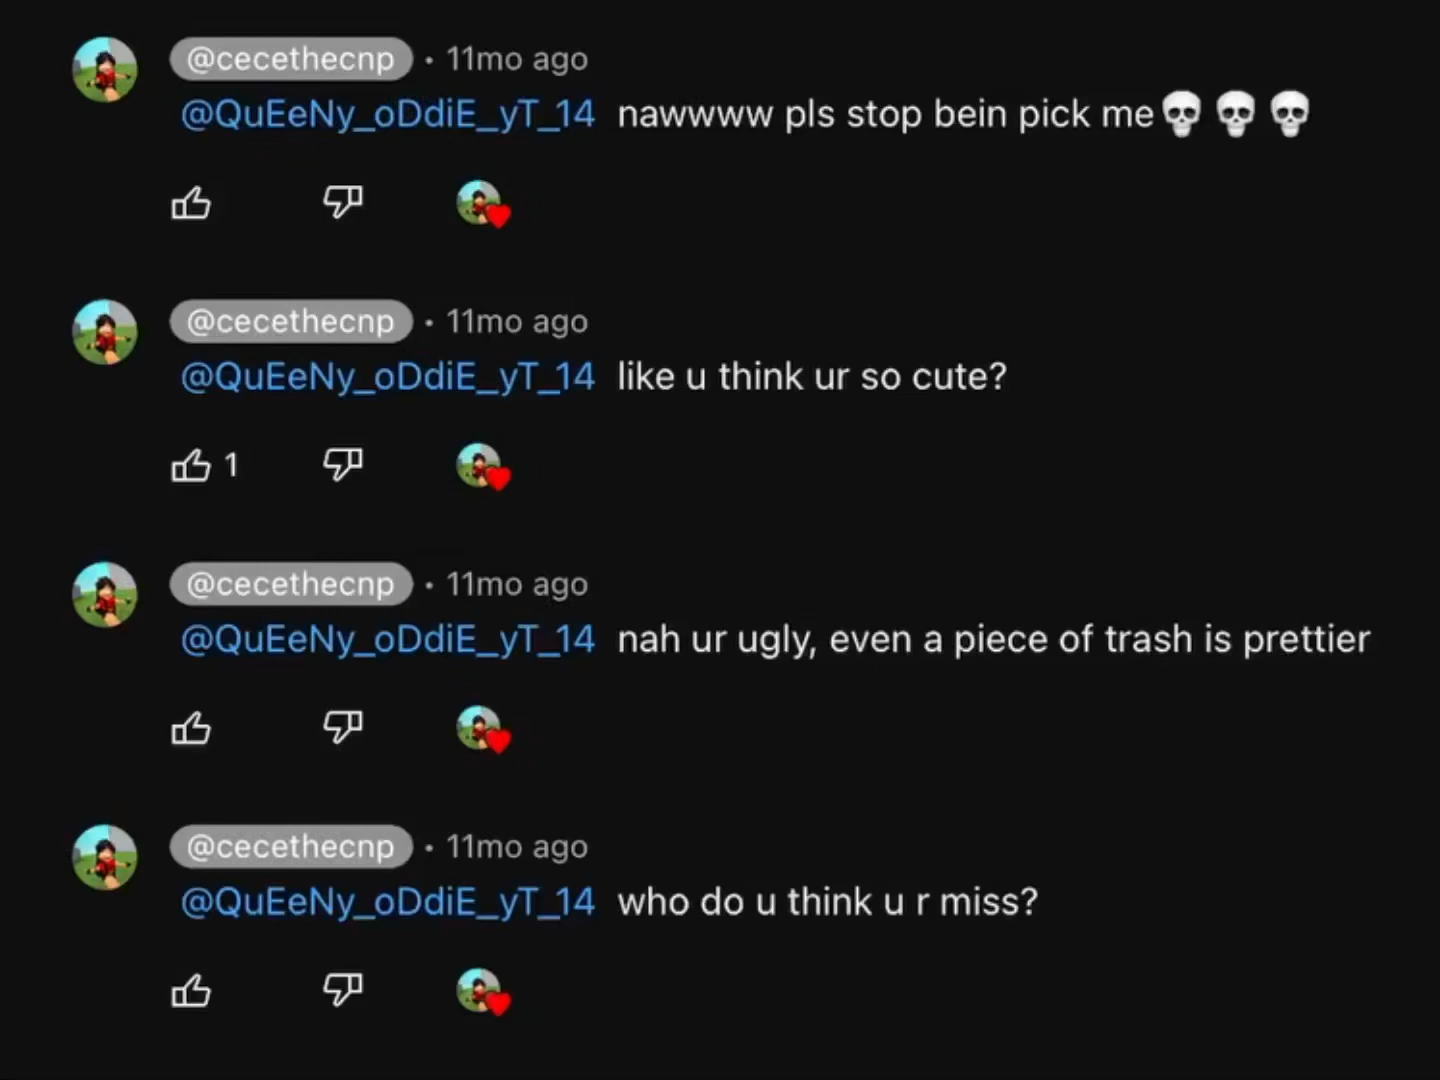 @cecethecnp · 11mo ago
@QuEeNy_oDdiE_yT_14 nawwww pls stop bein pick me💀💀💀
@cecethecnp · 11mo ago
@QuEeNy_oDdiE_yT_14 like u think ur so cute?
1
@cecethecnp · 11mo ago
@QuEeNy_oDdiE_yT_14 nah ur ugly, even a piece of trash is prettier
@cecethecnp · 11mo ago
@QuEeNy_oDdiE_yT_14 who do u think u r miss?